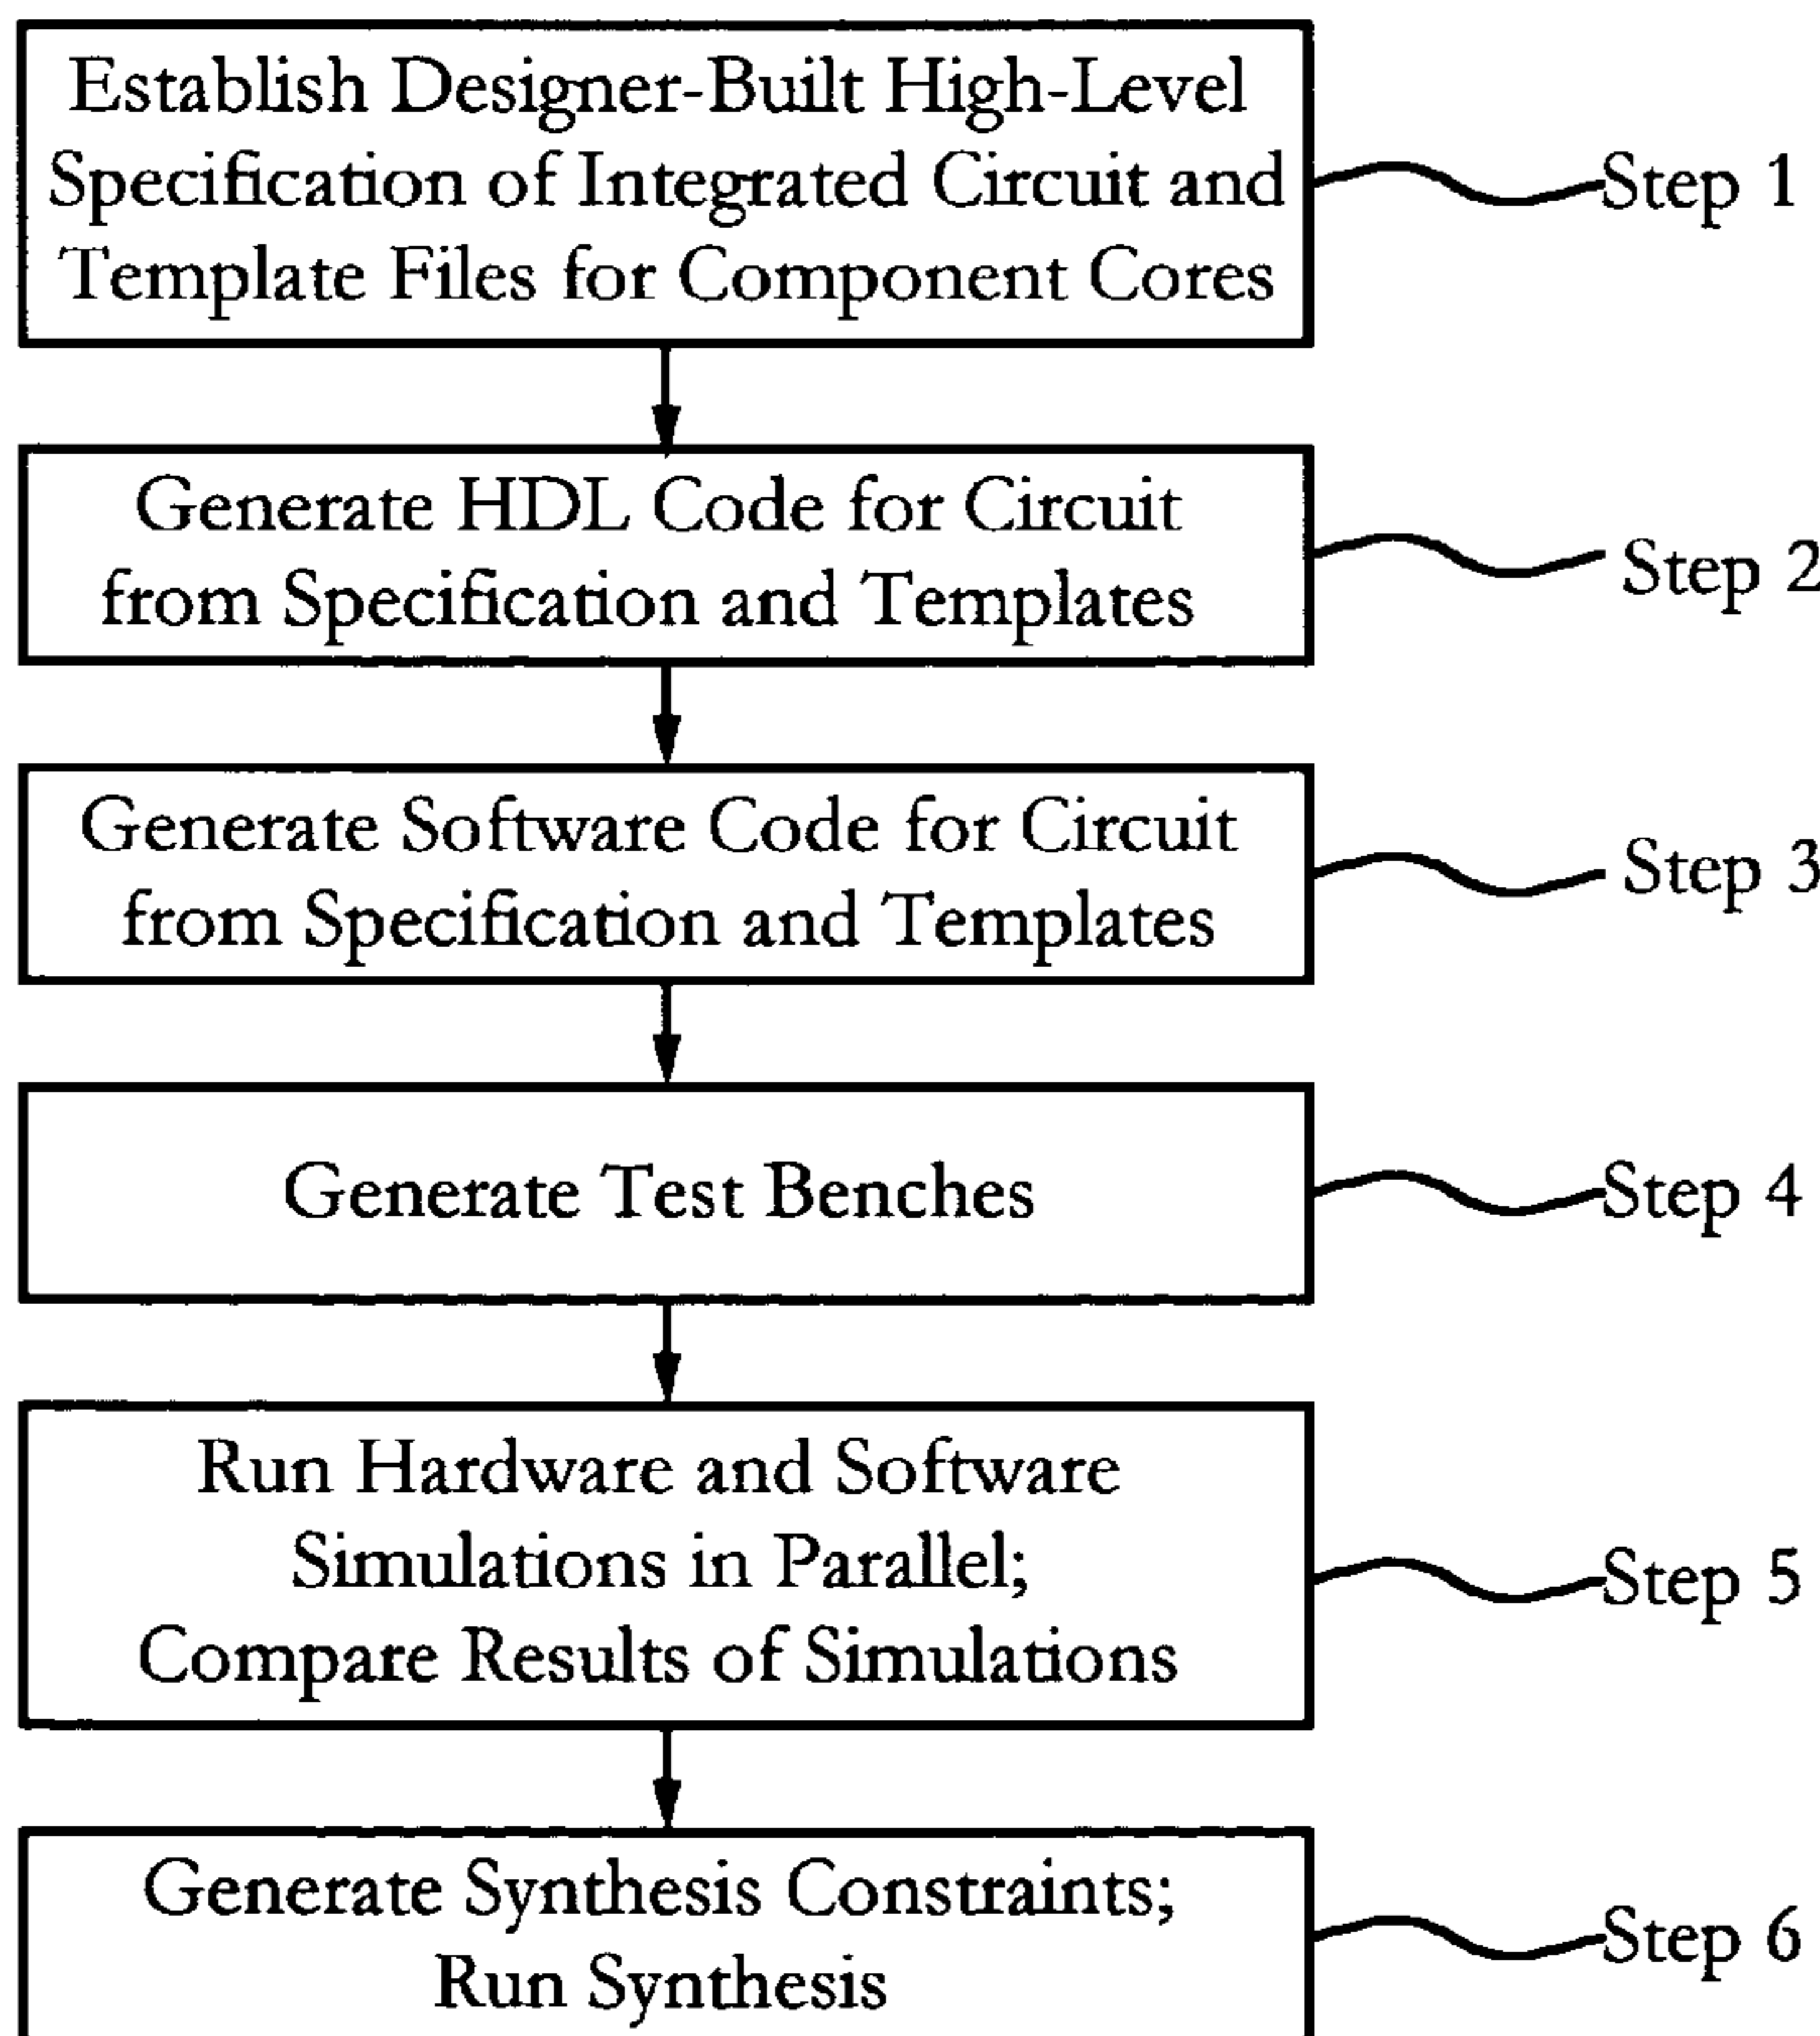 Establish Designer-Built High-Level
Specification of Integrated Circuit and
Template Files for Component Cores
Step 1
Generate HDL Code for Circuit
from Specification and Templates
Step 2
Generate Software Code for Circuit
from Specification and Templates
Step 3
Generate Test Benches
Step 4
Run Hardware and Software
Simulations in Parallel;
Compare Results of Simulations
Step 5
Generate Synthesis Constraints;
Run Synthesis
Step 6